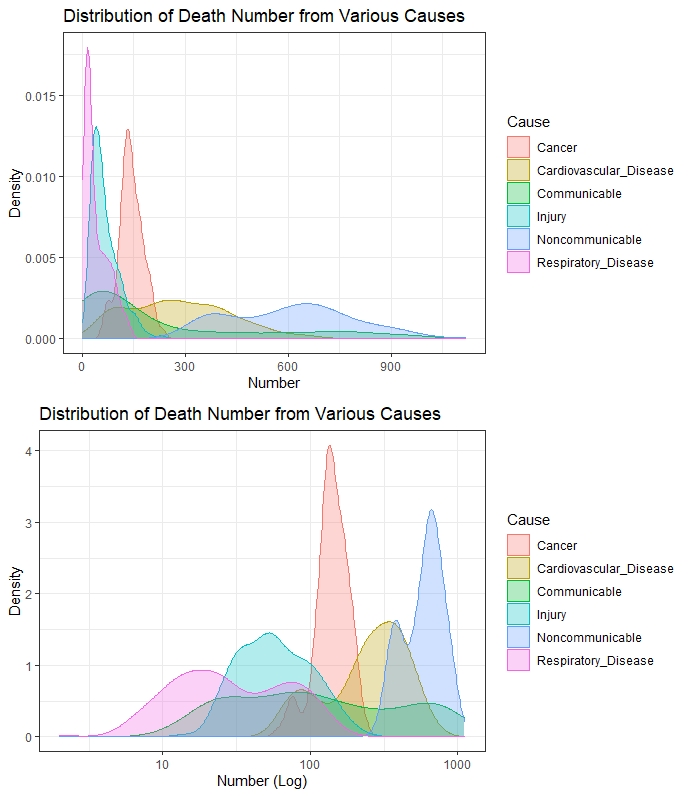 Distribution of Death Number from Various Causes
Density
0.015
0.010
0.005
0.000
0
300
600
900
Number
Cause
Cancer
Cardiovascular_Disease
Communicable
Injury
Noncommunicable
Respiratory_Disease
Distribution of Death Number from Various Causes
Density
4
3
2
1
0
10
100
1000
Number (Log)
Cause
Cancer
Cardiovascular_Disease
Communicable
Injury
Noncommunicable
Respiratory_Disease